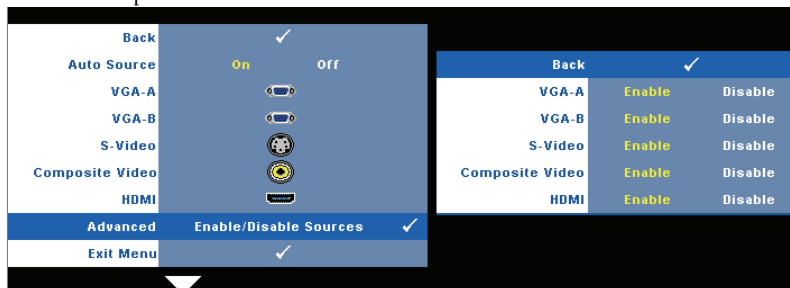 Back
Auto Source On Off
VGA-A
VGA-B
S-Video
Composite Video
HDMI
Advanced Enable/Disable Sources
Exit Menu
Back
VGA-A Enable Disable
VGA-B Enable Disable
S-Video Enable Disable
Composite Video Enable Disable
HDMI Enable Disable